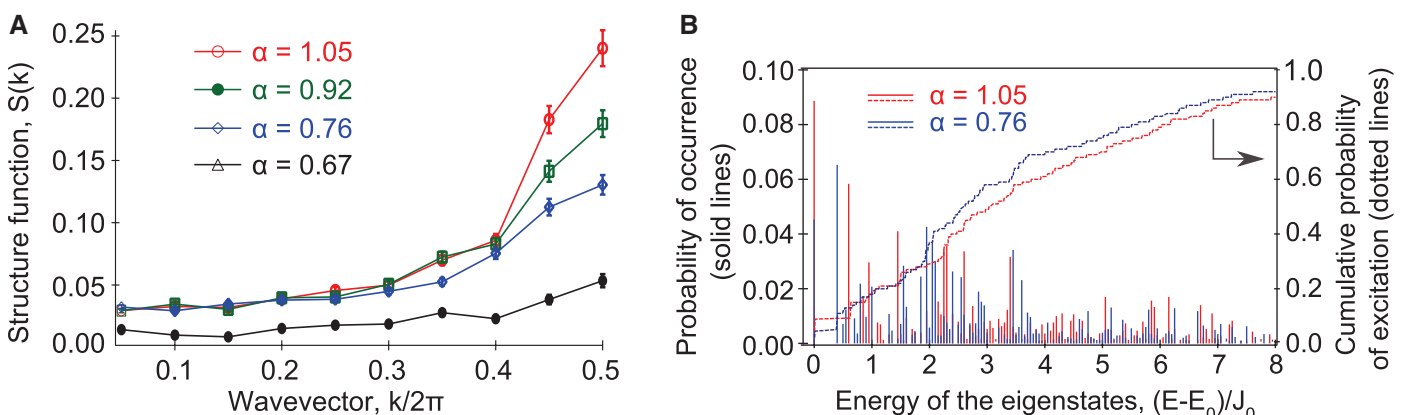 A
Structure function, S(k)
0.25
0.20
0.15
0.10
0.05
0.00
α = 1.05
α = 0.92
α = 0.76
α = 0.67
0.1 0.2 0.3 0.4 0.5
Wavevector, k/2π
B
Probability of occurrence
(solid lines)
0.10
0.08
0.06
0.04
0.02
0.00
α = 1.05
α = 0.76
0 1 2 3 4 5 6 7 8
Energy of the eigenstates, (E-E0)/J0
1.0
0.8
0.6
0.4
0.2
0.0
Cumulative probability
of excitation (dotted lines)